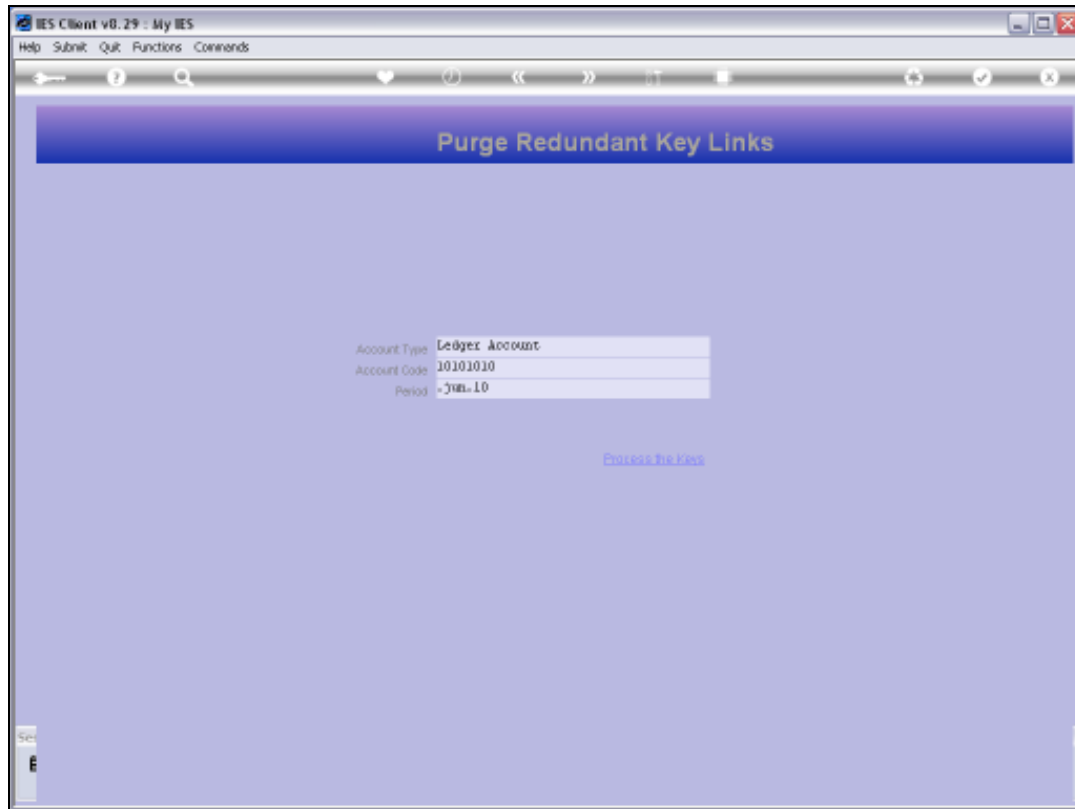 IES Client v8.29 : My IES
Help Submit Quit Functions Commands
Purge Redundant Key Links
Account Type Ledger Account
Account Code 10101010
Period .jun.10
Process the Keys